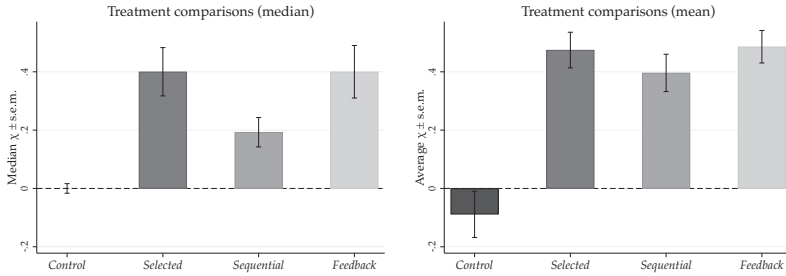 Treatment comparisons (median)
Median χ ± s.e.m.
.4
.2
0
-.2
Control
Selected
Sequential
Feedback
Treatment comparisons (mean)
Average χ ± s.e.m.
.4
.2
0
-.2
Control
Selected
Sequential
Feedback